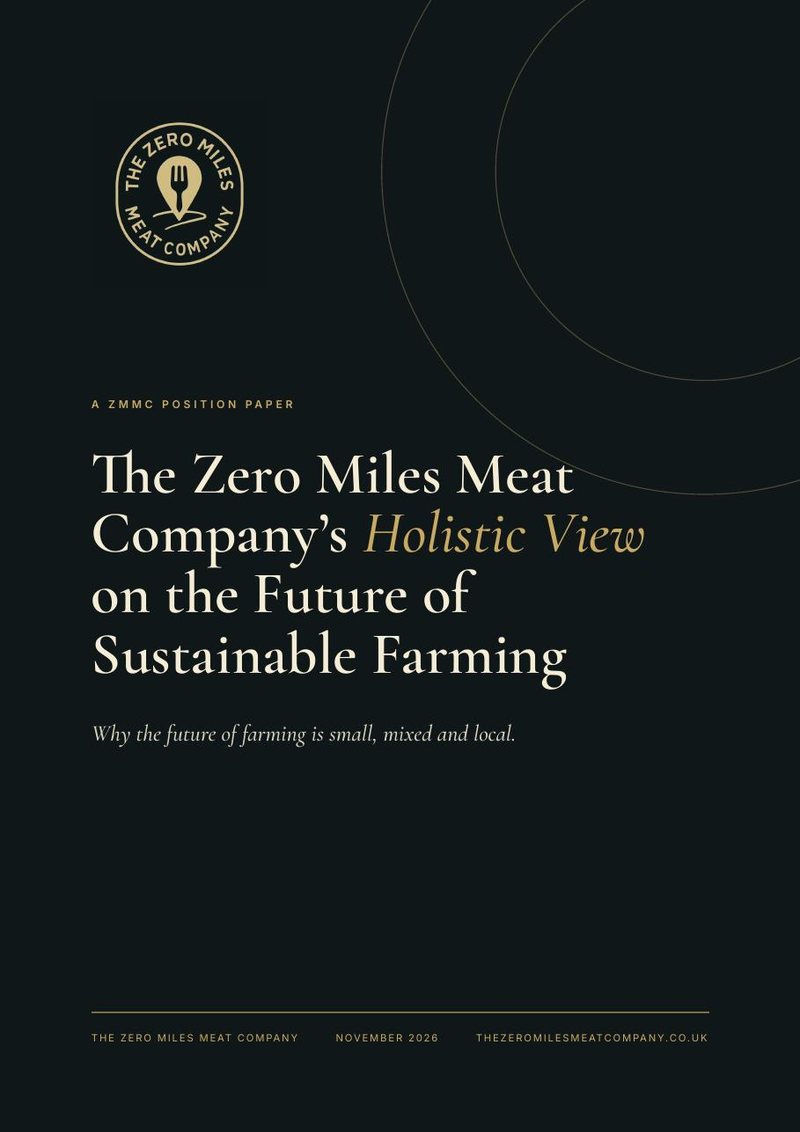 THE ZERO MILES
MEAT COMPANY
A ZMMC POSITION PAPER
The Zero Miles Meat
Company’s Holistic View
on the Future of
Sustainable Farming
Why the future of farming is small, mixed and local.
THE ZERO MILES MEAT COMPANY NOVEMBER 2026 THEZEROMILESMEATCOMPANY.CO.UK